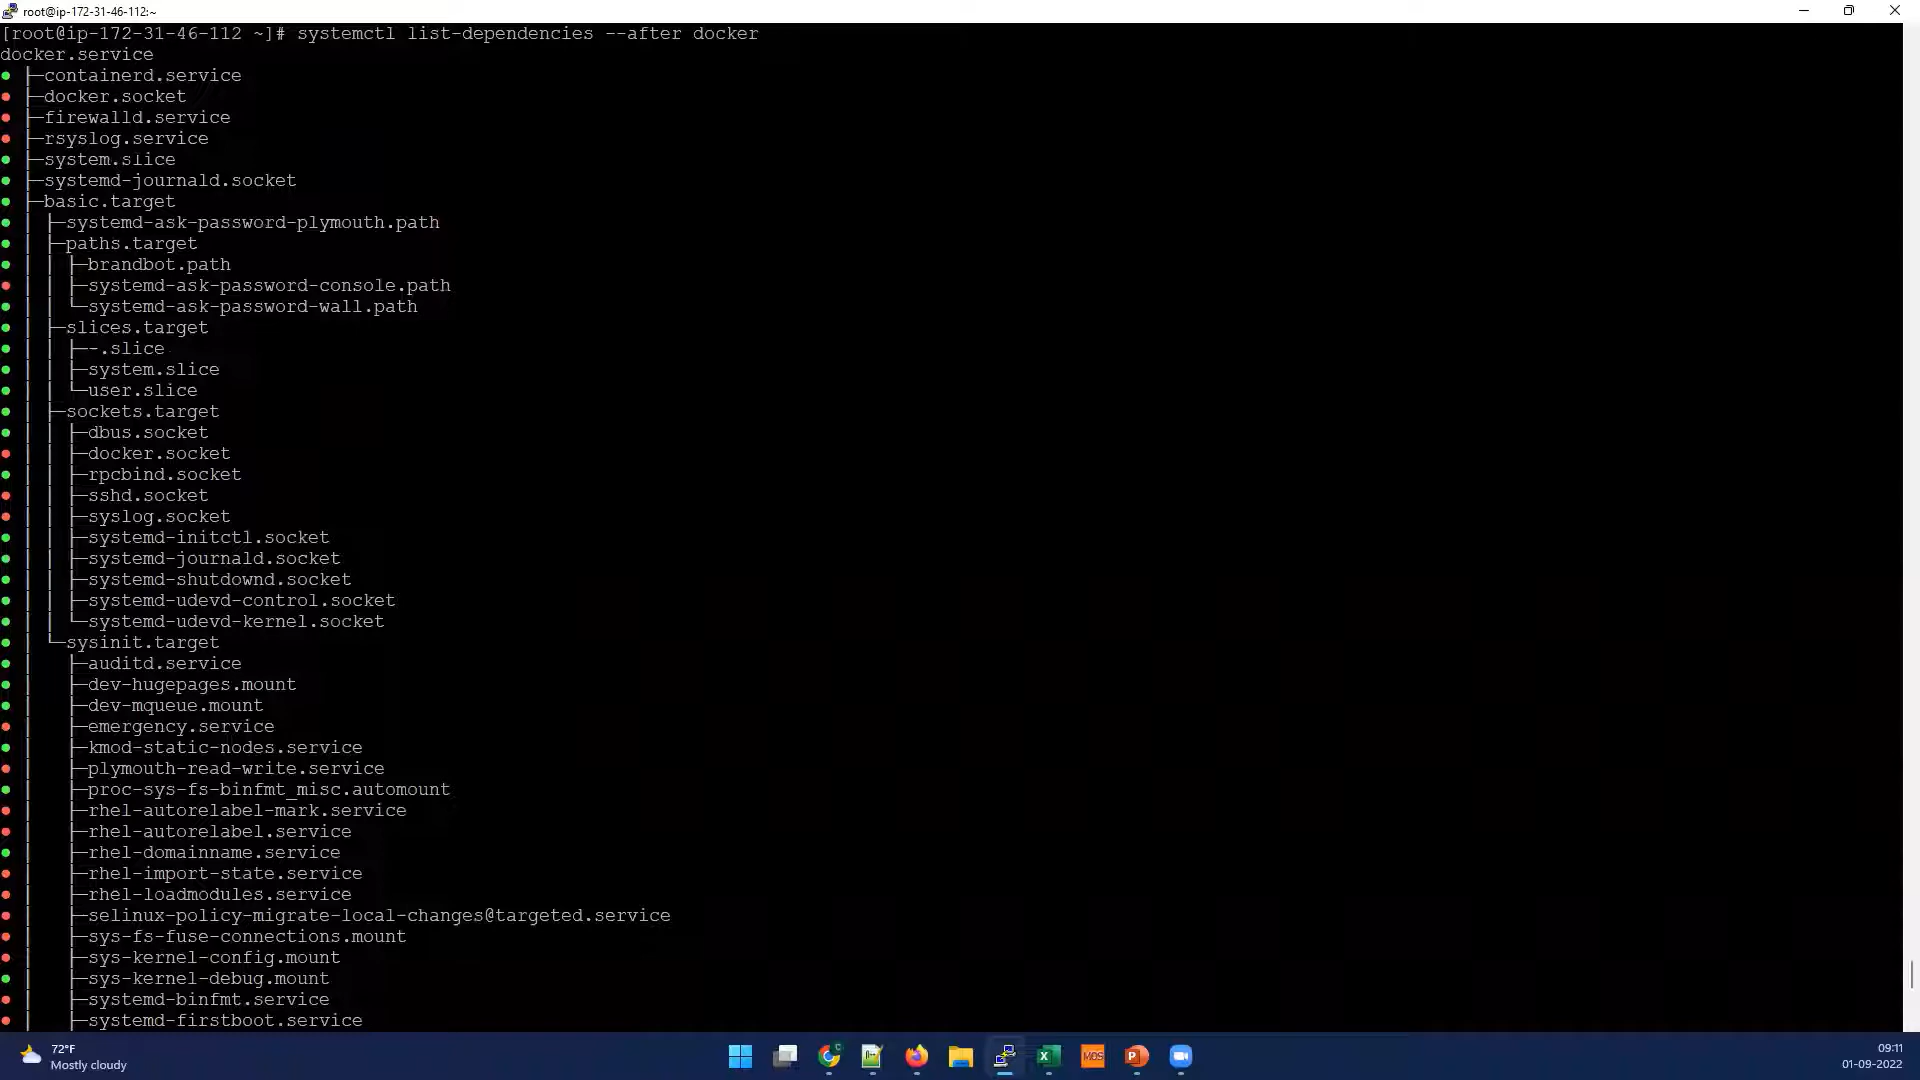 root@ip-172-31-46-112:~
[root@ip-172-31-46-112 ~]# systemctl list-dependencies --after docker
docker.service
● ├─containerd.service
● ├─docker.socket
● ├─firewalld.service
● ├─rsyslog.service
● ├─system.slice
● ├─systemd-journald.socket
● ├─basic.target
● │ ├─systemd-ask-password-plymouth.path
● │ ├─paths.target
● │ │ ├─brandbot.path
● │ │ ├─systemd-ask-password-console.path
● │ │ └─systemd-ask-password-wall.path
● │ ├─slices.target
● │ │ ├─-.slice
● │ │ ├─system.slice
● │ │ └─user.slice
● │ ├─sockets.target
● │ │ ├─dbus.socket
● │ │ ├─docker.socket
● │ │ ├─rpcbind.socket
● │ │ ├─sshd.socket
● │ │ ├─syslog.socket
● │ │ ├─systemd-initctl.socket
● │ │ ├─systemd-journald.socket
● │ │ ├─systemd-shutdownd.socket
● │ │ ├─systemd-udevd-control.socket
● │ │ └─systemd-udevd-kernel.socket
● │ └─sysinit.target
● │   ├─auditd.service
● │   ├─dev-hugepages.mount
● │   ├─dev-mqueue.mount
● │   ├─emergency.service
● │   ├─kmod-static-nodes.service
● │   ├─plymouth-read-write.service
● │   ├─proc-sys-fs-binfmt_misc.automount
● │   ├─rhel-autorelabel-mark.service
● │   ├─rhel-autorelabel.service
● │   ├─rhel-domainname.service
● │   ├─rhel-import-state.service
● │   ├─rhel-loadmodules.service
● │   ├─selinux-policy-migrate-local-changes@targeted.service
● │   ├─sys-fs-fuse-connections.mount
● │   ├─sys-kernel-config.mount
● │   ├─sys-kernel-debug.mount
● │   ├─systemd-binfmt.service
● │   ├─systemd-firstboot.service
72°F
Mostly cloudy
C
X
MOS
P
09:11
01-09-2022